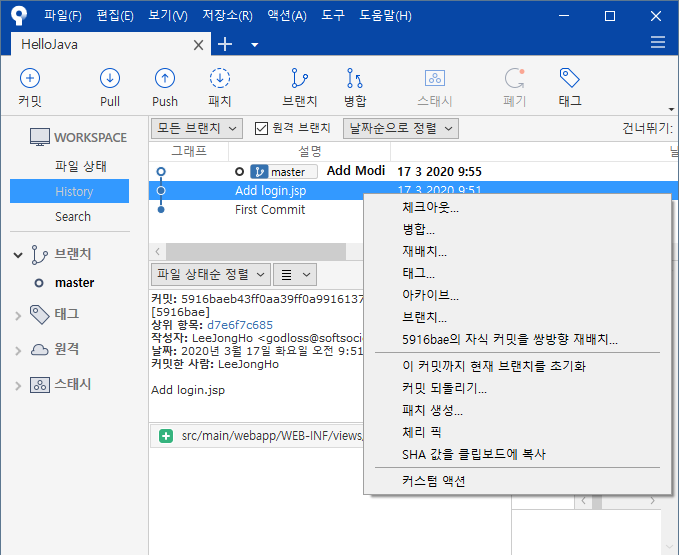 파일(F) 편집(E) 보기(V) 저장소(R) 액션(A) 도구 도움말(H)
HelloJava
커밋 Pull Push 패치 브랜치 병합 스태시 폐기 태그
WORKSPACE
파일 상태
History
Search
브랜치
master
태그
원격
스태시
모든 브랜치 원격 브랜치 날짜순으로 정렬 건너뛰기:
그래프 설명 날
master Add Modi 17 3 2020 9:55
Add login.jsp 17 3 2020 9:51
First Commit
파일 상태순 정렬
커밋: 5916baeb43ff0aa39ff0a9916137
[5916bae]
상위 항목: d7e6f7c685
작성자: LeeJongHo <godloss@softsoci
날짜: 2020년 3월 17일 화요일 오전 9:51
커밋한 사람: LeeJongHo
Add login.jsp
src/main/webapp/WEB-INF/views,
체크아웃...
병합...
재배치...
태그...
아카이브...
브랜치...
5916bae의 자식 커밋을 쌍방향 재배치...
이 커밋까지 현재 브랜치를 초기화
커밋 되돌리기...
패치 생성...
체리 픽
SHA 값을 클립보드에 복사
커스텀 액션